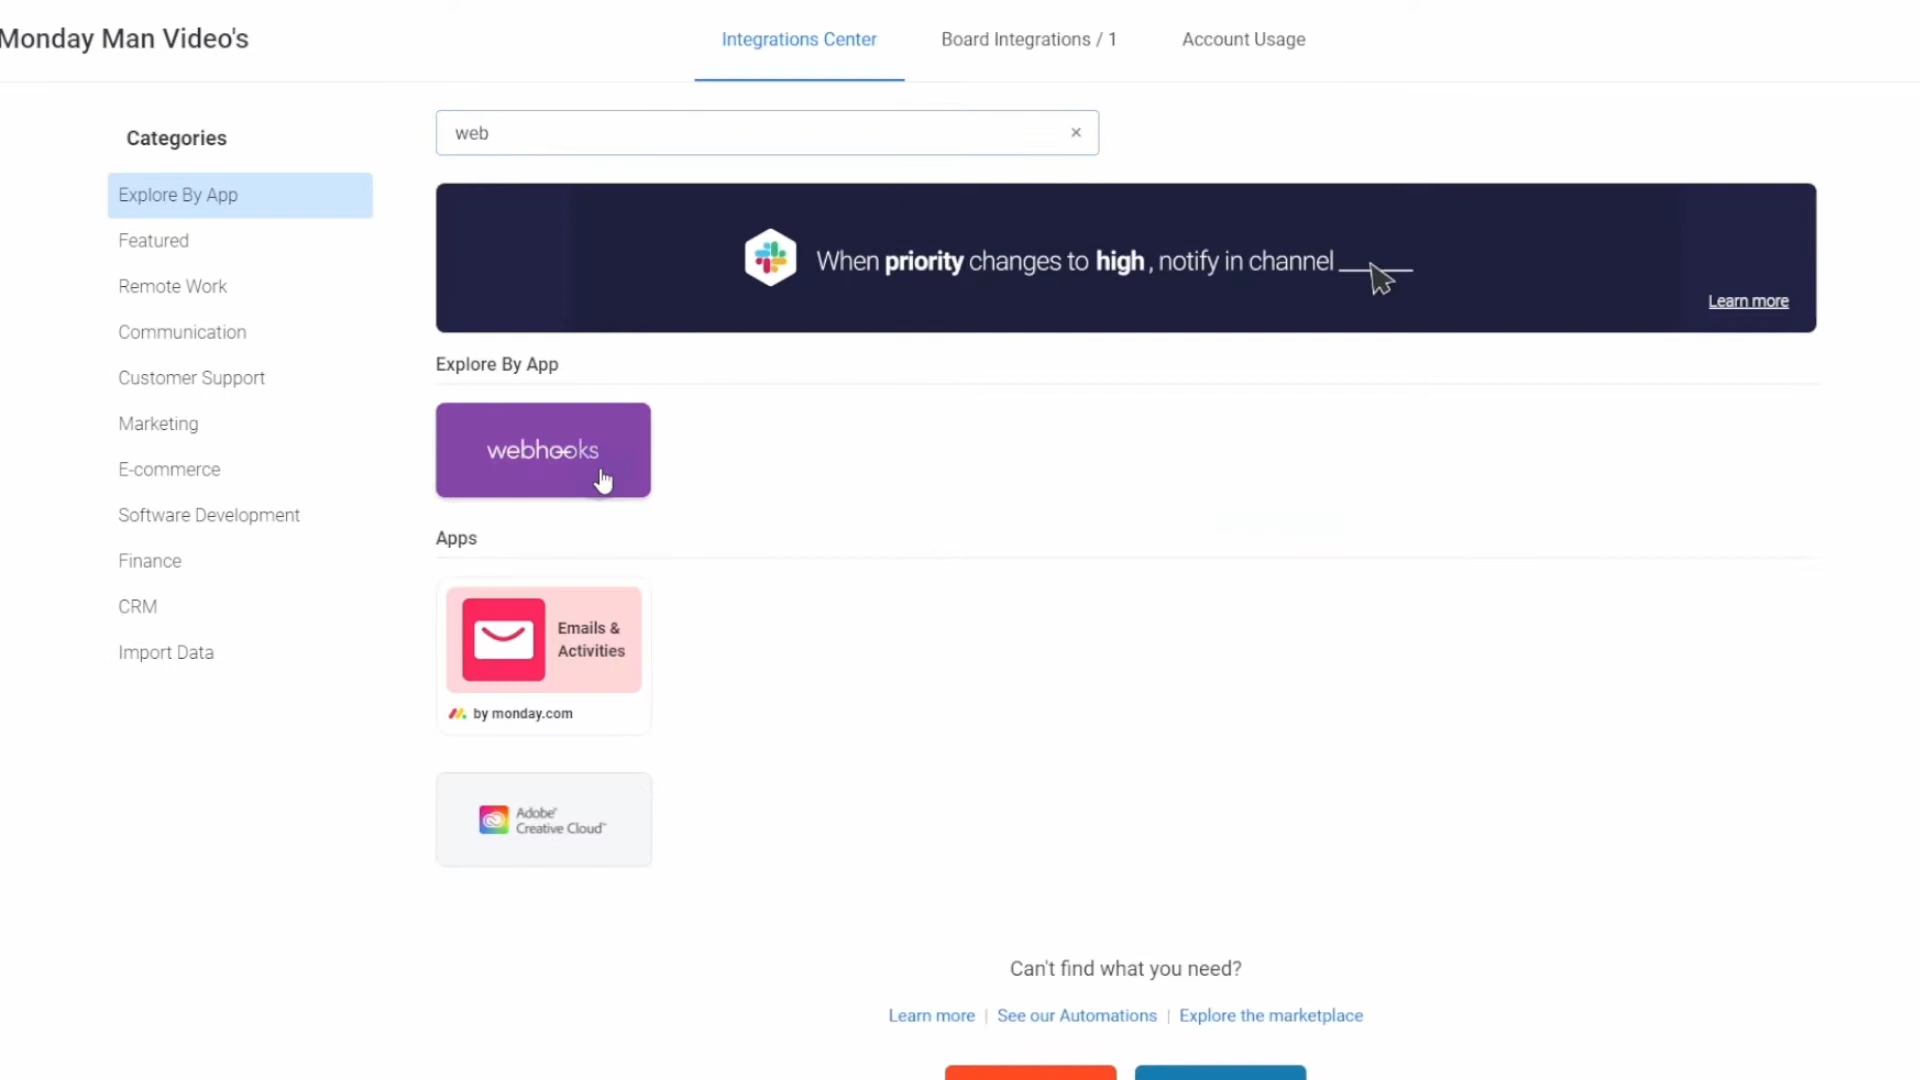 Monday Man Video's
Integrations Center
Board Integrations / 1
Account Usage
Categories
web
Explore By App
Featured
Remote Work
Communication
Customer Support
Marketing
E-commerce
Software Development
Finance
CRM
Import Data
When priority changes to high, notify in channel
Learn more
Explore By App
webhooks
Apps
Emails &
Activities
by monday.com
Adobe
Creative Cloud™
Can't find what you need?
Learn more | See our Automations | Explore the marketplace